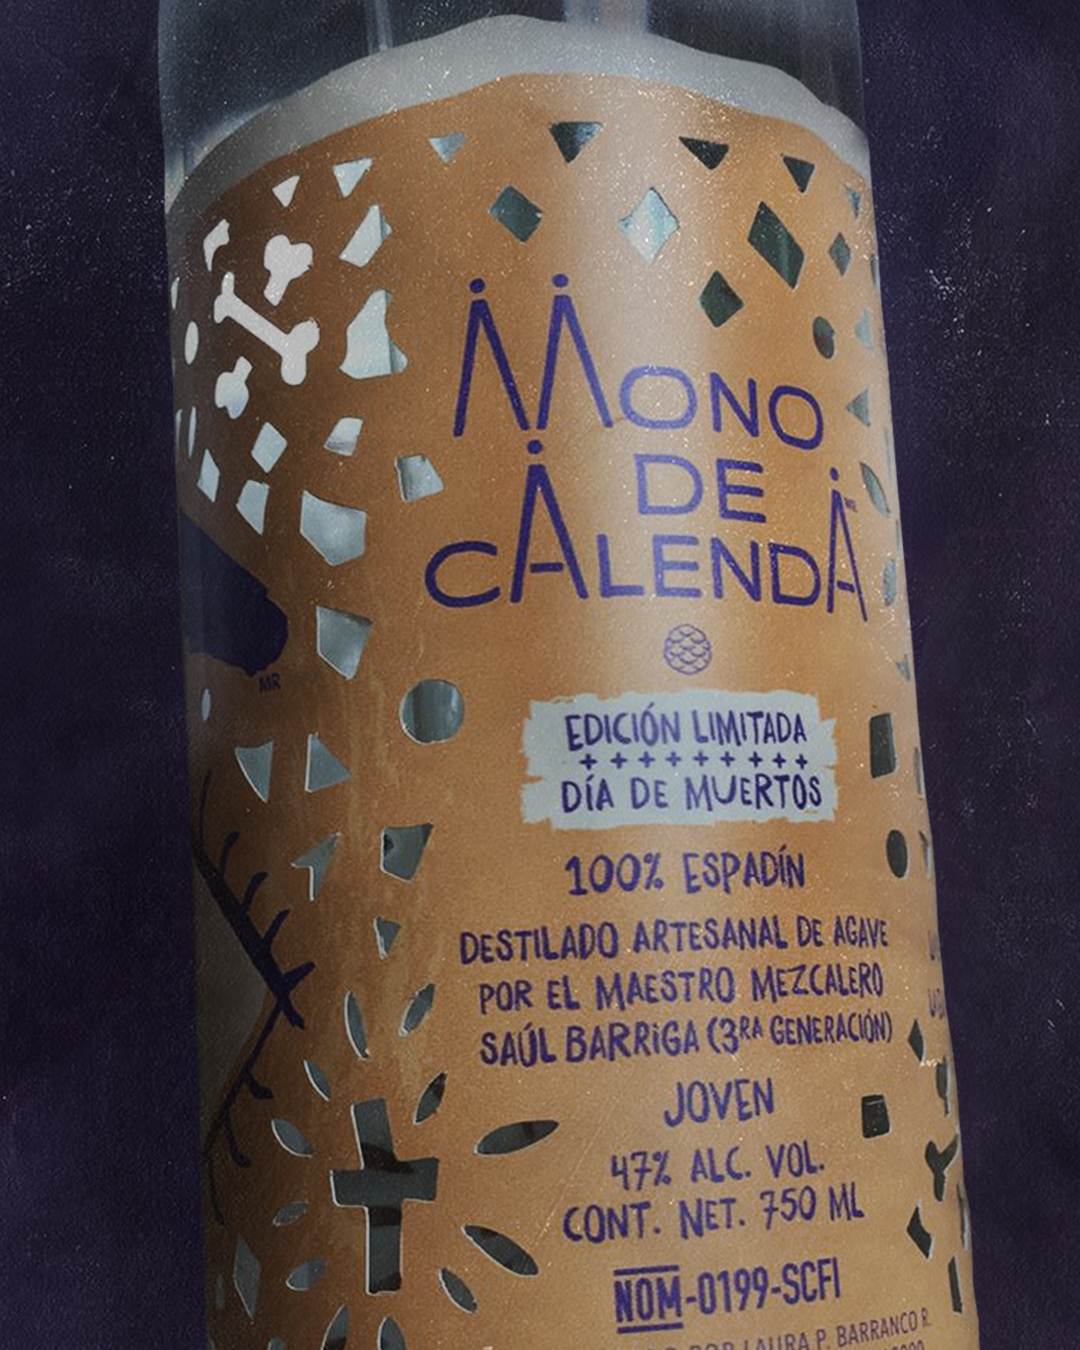 MONO
DE
CALENDA
MR
EDICIÓN LIMITADA
+++++++++
DÍA DE MUERTOS
100% ESPADÍN
DESTILADO ARTESANAL DE AGAVE
POR EL MAESTRO MEZCALERO
SAÚL BARRiGA (3RA GENERACIÓN)
JOVEN
47% ALC. VOL.
CONT. NET. 750 ML
NOM-0199-SCFI
POR LAURA P. BARRANCO R.